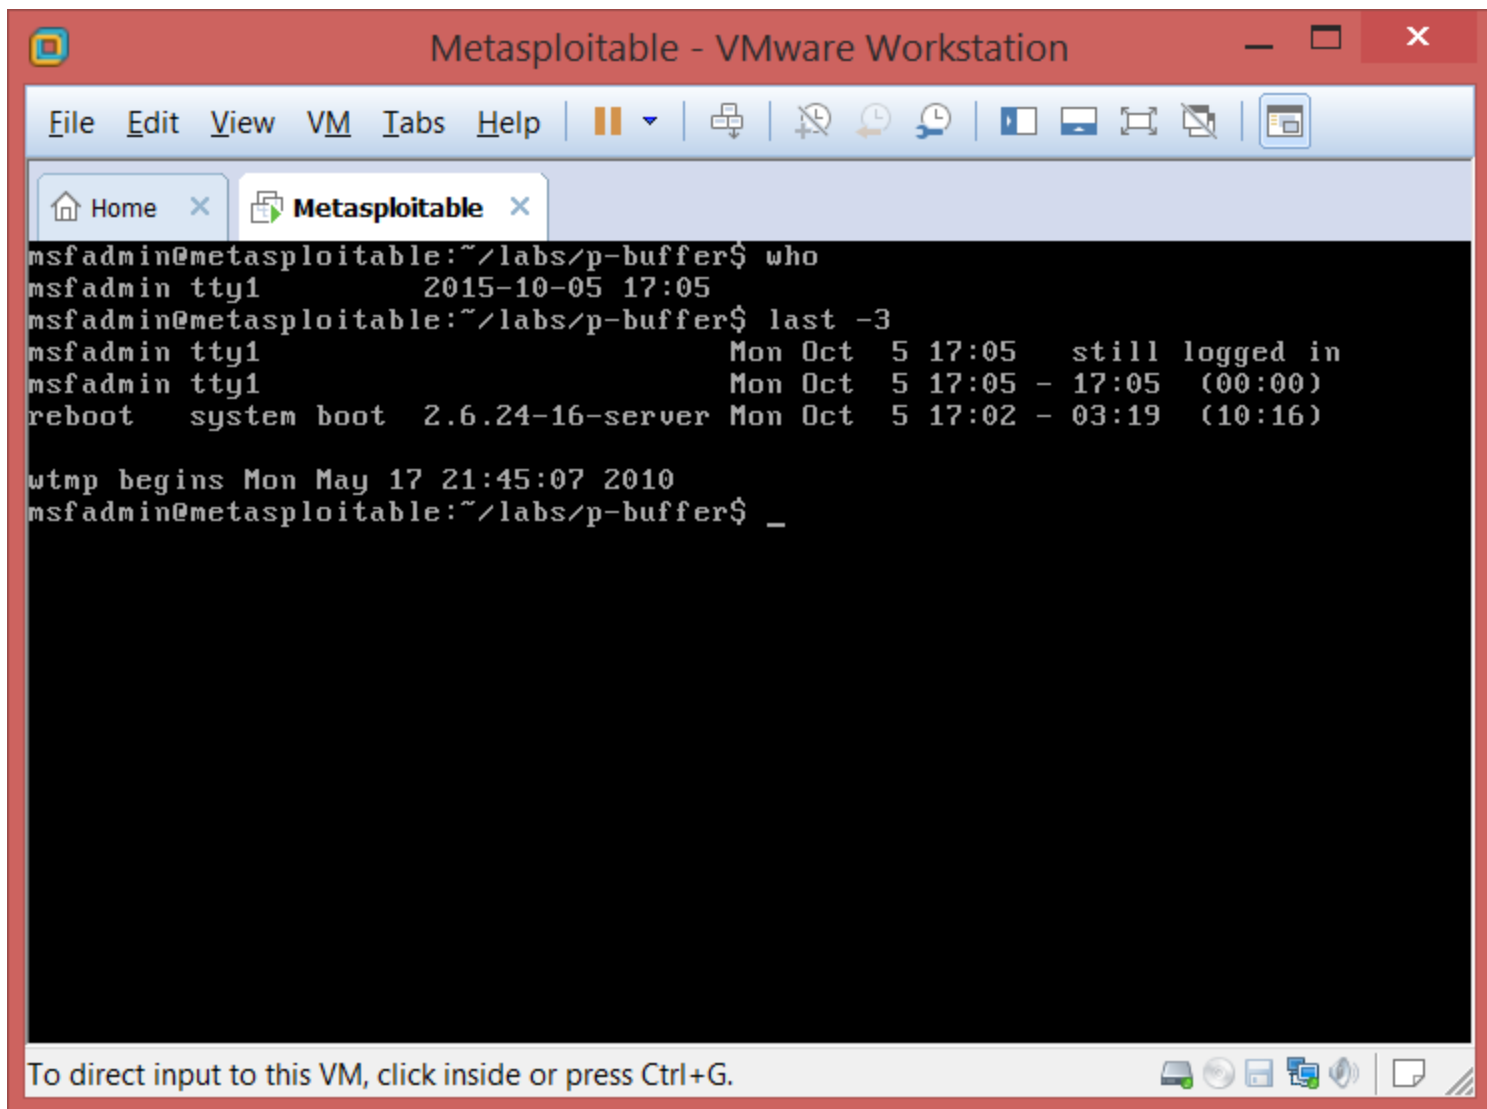 Metasploitable - VMware Workstation
File Edit View VM Tabs Help
Home Metasploitable
msfadmin@metasploitable:~/labs/p-buffer$ who
msfadmin tty1         2015-10-05 17:05
msfadmin@metasploitable:~/labs/p-buffer$ last -3
msfadmin tty1                          Mon Oct  5 17:05   still logged in
msfadmin tty1                          Mon Oct  5 17:05 - 17:05  (00:00)
reboot   system boot  2.6.24-16-server Mon Oct  5 17:02 - 03:19  (10:16)
wtmp begins Mon May 17 21:45:07 2010
msfadmin@metasploitable:~/labs/p-buffer$ _
To direct input to this VM, click inside or press Ctrl+G.